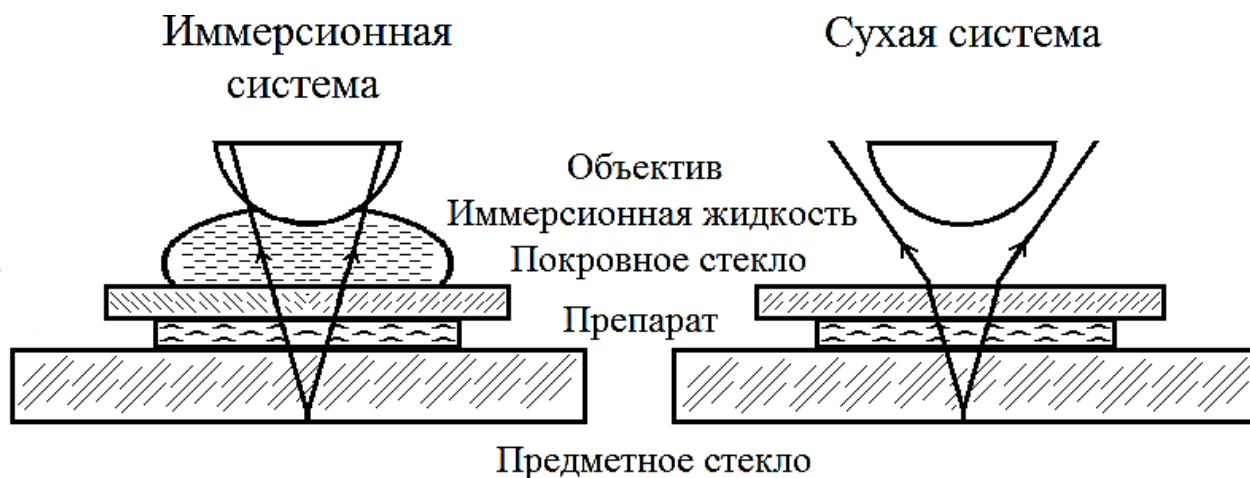 Иммерсионная
система
Сухая система
Объектив
Иммерсионная жидкость
Покровное стекло
Препарат
Предметное стекло